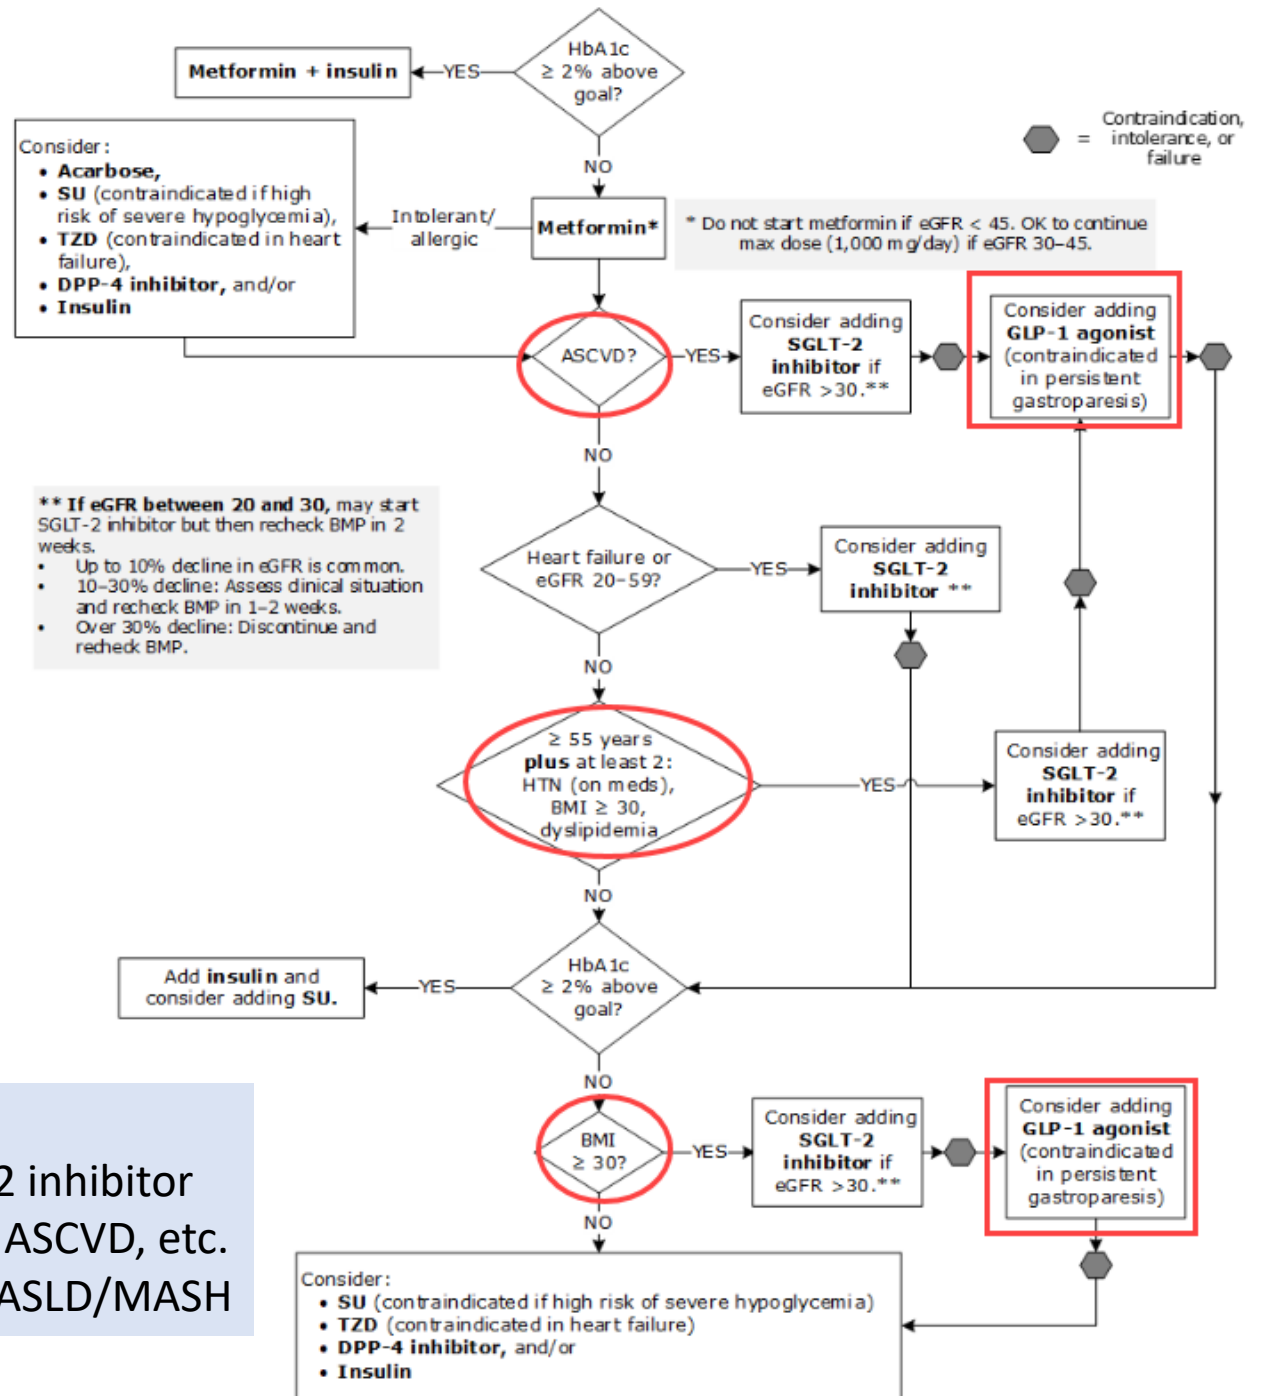 HbA1c
≥ 2% above
goal?
YES
Metformin + insulin
NO
= Contraindication,
intolerance, or
failure
Consider:
• Acarbose,
• SU (contraindicated if high
risk of severe hypoglycemia),
• TZD (contraindicated in heart
failure),
• DPP-4 inhibitor, and/or
• Insulin
Intolerant/
allergic
Metformin*
* Do not start metformin if eGFR < 45. OK to continue
max dose (1,000 mg/day) if eGFR 30–45.
ASCVD?
YES
Consider adding
SGLT-2
inhibitor if
eGFR >30.**
Consider adding
GLP-1 agonist
(contraindicated
in persistent
gastroparesis)
NO
** If eGFR between 20 and 30, may start
SGLT-2 inhibitor but then recheck BMP in 2
weeks.
• Up to 10% decline in eGFR is common.
• 10–30% decline: Assess clinical situation
and recheck BMP in 1–2 weeks.
• Over 30% decline: Discontinue and
recheck BMP.
Heart failure or
eGFR 20–59?
YES
Consider adding
SGLT-2
inhibitor **
NO
≥ 55 years
plus at least 2:
HTN (on meds),
BMI ≥ 30,
dyslipidemia
YES
Consider adding
SGLT-2
inhibitor if
eGFR >30.**
NO
HbA1c
≥ 2% above
goal?
YES
Add insulin and
consider adding SU.
NO
BMI
≥ 30?
YES
Consider adding
SGLT-2
inhibitor if
eGFR >30.**
Consider adding
GLP-1 agonist
(contraindicated
in persistent
gastroparesis)
NO
2 inhibitor
ASCVD, etc.
ASLD/MASH
Consider:
• SU (contraindicated if high risk of severe hypoglycemia)
• TZD (contraindicated in heart failure)
• DPP-4 inhibitor, and/or
• Insulin